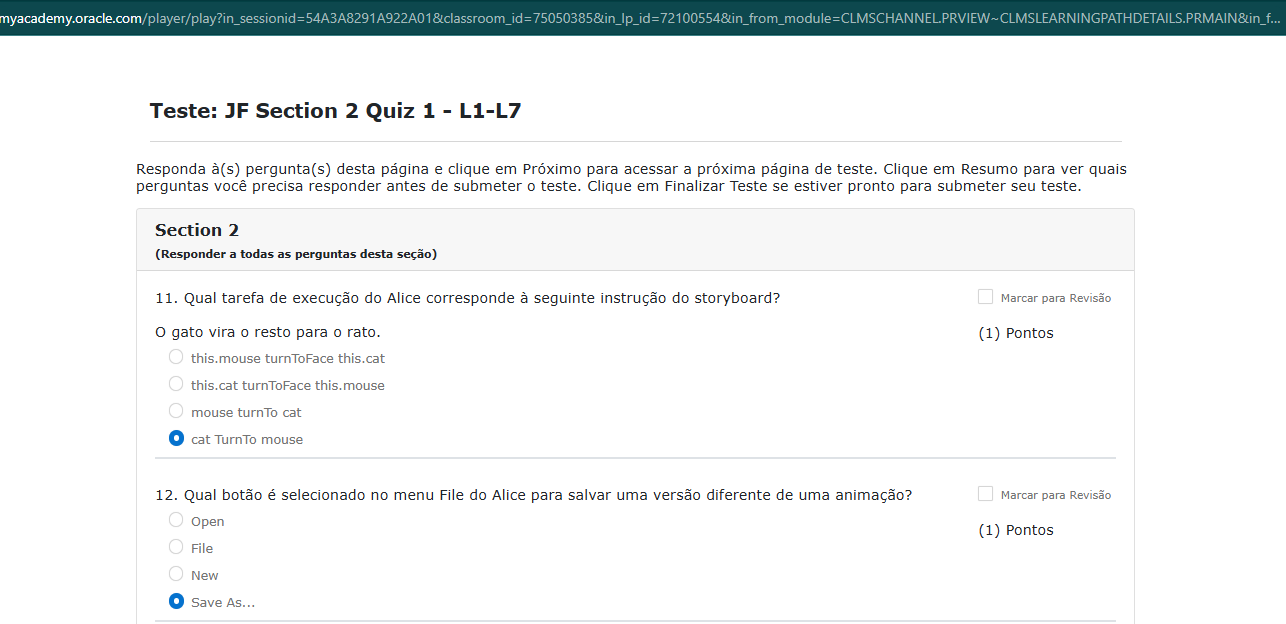 myacademy.oracle.com/player/play?in_sessionid=54A3A8291A922A01&classroom_id=75050385&in_lp_id=72100554&in_from_module=CLMSCHANNEL.PRVIEW~CLMSLEARNINGPATHDETAILS.PRMAIN&in_f...
Teste: JF Section 2 Quiz 1 - L1-L7
Responda à(s) pergunta(s) desta página e clique em Próximo para acessar a próxima página de teste. Clique em Resumo para ver quais
perguntas você precisa responder antes de submeter o teste. Clique em Finalizar Teste se estiver pronto para submeter seu teste.
Section 2
(Responder a todas as perguntas desta seção)
11. Qual tarefa de execução do Alice corresponde à seguinte instrução do storyboard?
Marcar para Revisão
O gato vira o resto para o rato.
(1) Pontos
this.mouse turnToFace this.cat
this.cat turnToFace this.mouse
mouse turnTo cat
cat TurnTo mouse
12. Qual botão é selecionado no menu File do Alice para salvar uma versão diferente de uma animação?
Marcar para Revisão
(1) Pontos
Open
File
New
Save As...